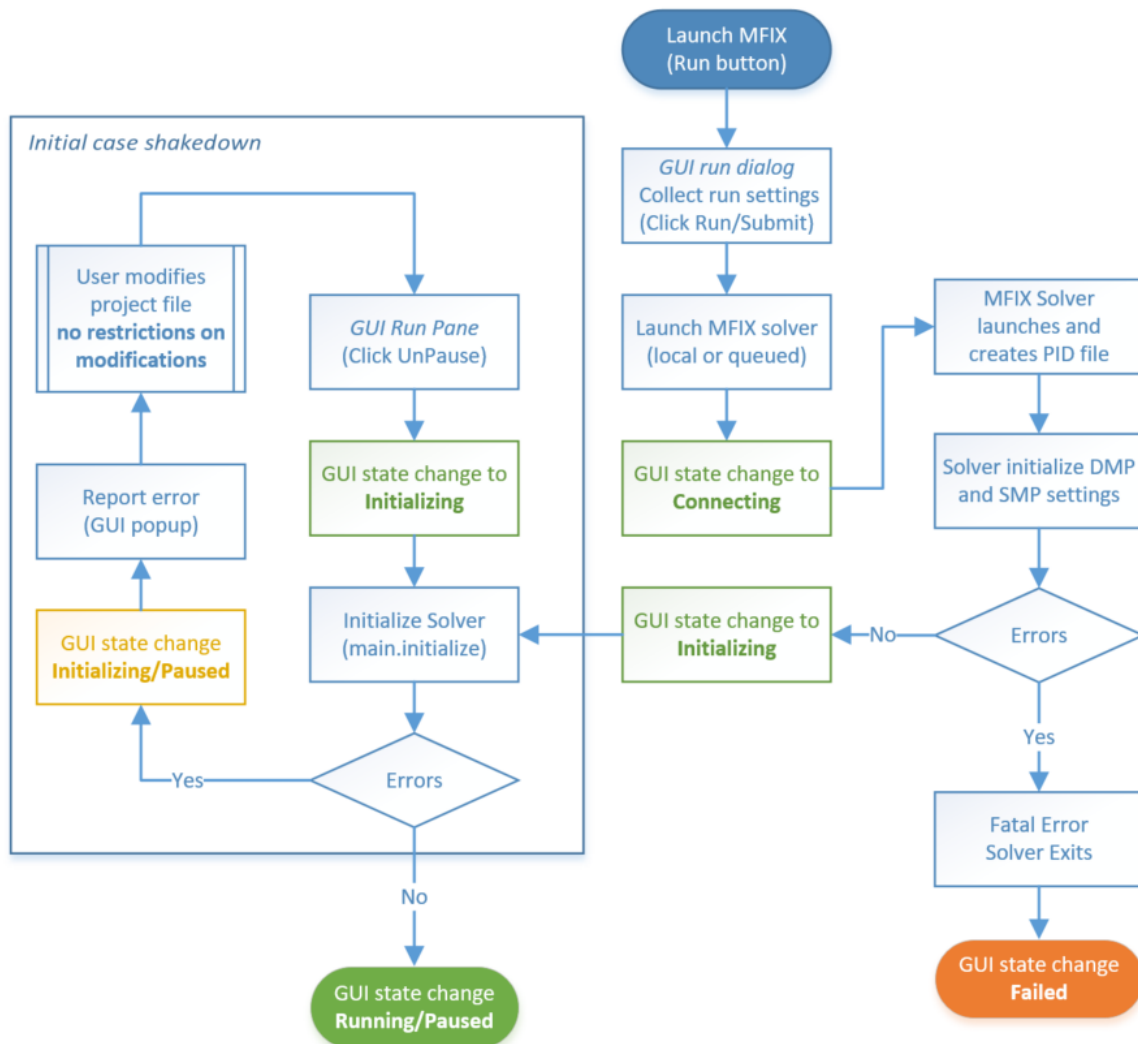 Launch MFIX
(Run button)
Initial case shakedown
GUI run dialog
Collect run settings
(Click Run/Submit)
User modifies
project file
no restrictions on
modifications
GUI Run Pane
(Click UnPause)
Launch MFIX solver
(local or queued)
MFIX Solver
launches and
creates PID file
Report error
(GUI popup)
GUI state change to
Initializing
GUI state change to
Connecting
Solver initialize DMP
and SMP settings
GUI state change
Initializing/Paused
Initialize Solver
(main.initialize)
GUI state change to
Initializing
No
Errors
Yes
Yes
Errors
Fatal Error
Solver Exits
No
GUI state change
Running/Paused
GUI state change
Failed